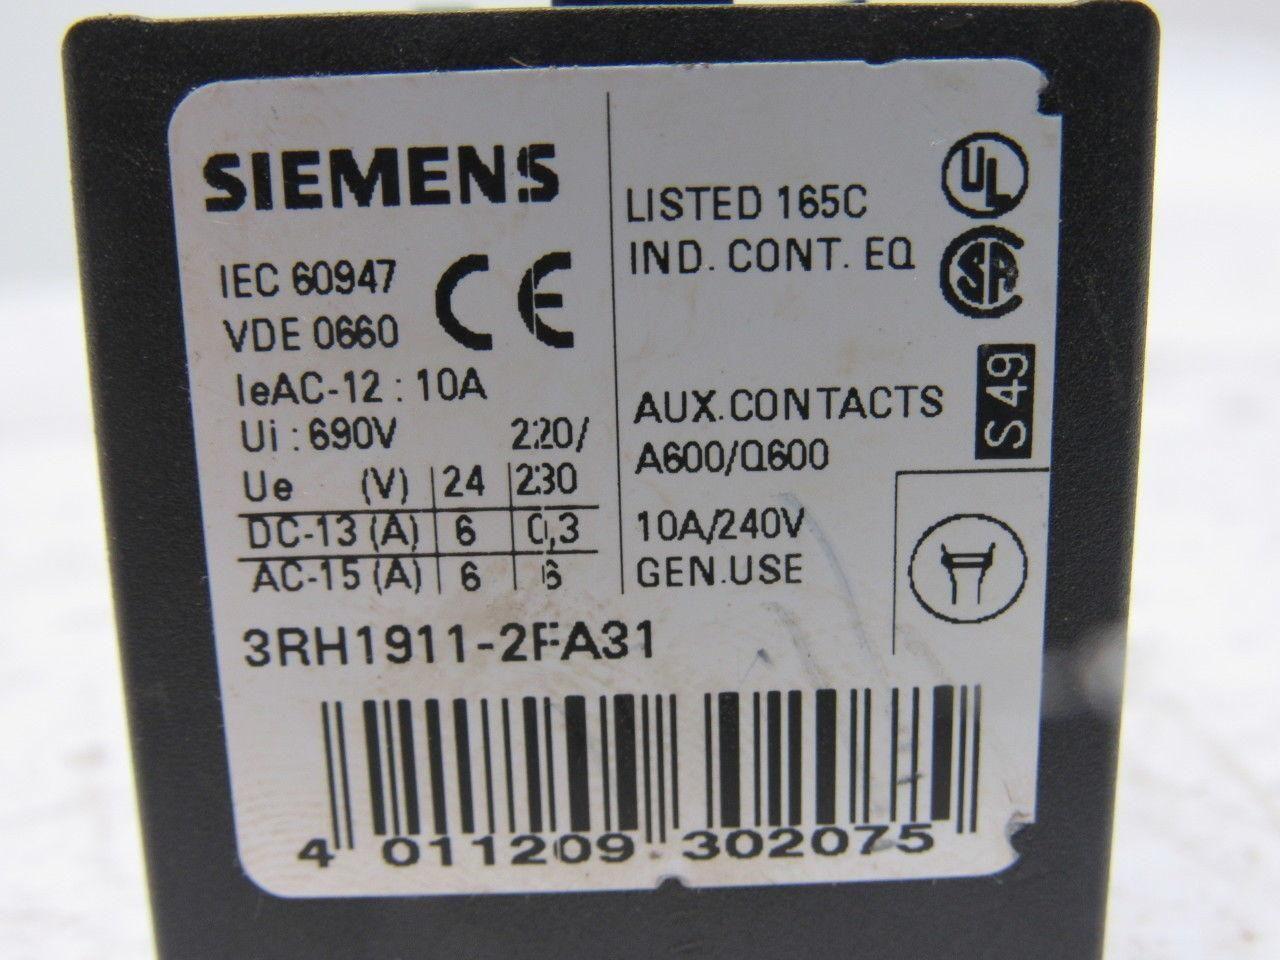 SIEMENS
IEC 60947
CE
VDE 0660
IeAC-12 : 10A
Ui : 690V 220/
Ue (V) 24 230
DC-13 (A) 6 0,3
AC-15 (A) 6 6
3RH1911-2FA31
LISTED 165C
IND. CONT. EQ
UL
SA
S 49
AUX.CONTACTS
A600/Q600
10A/240V
GEN.USE
4 011209 302075